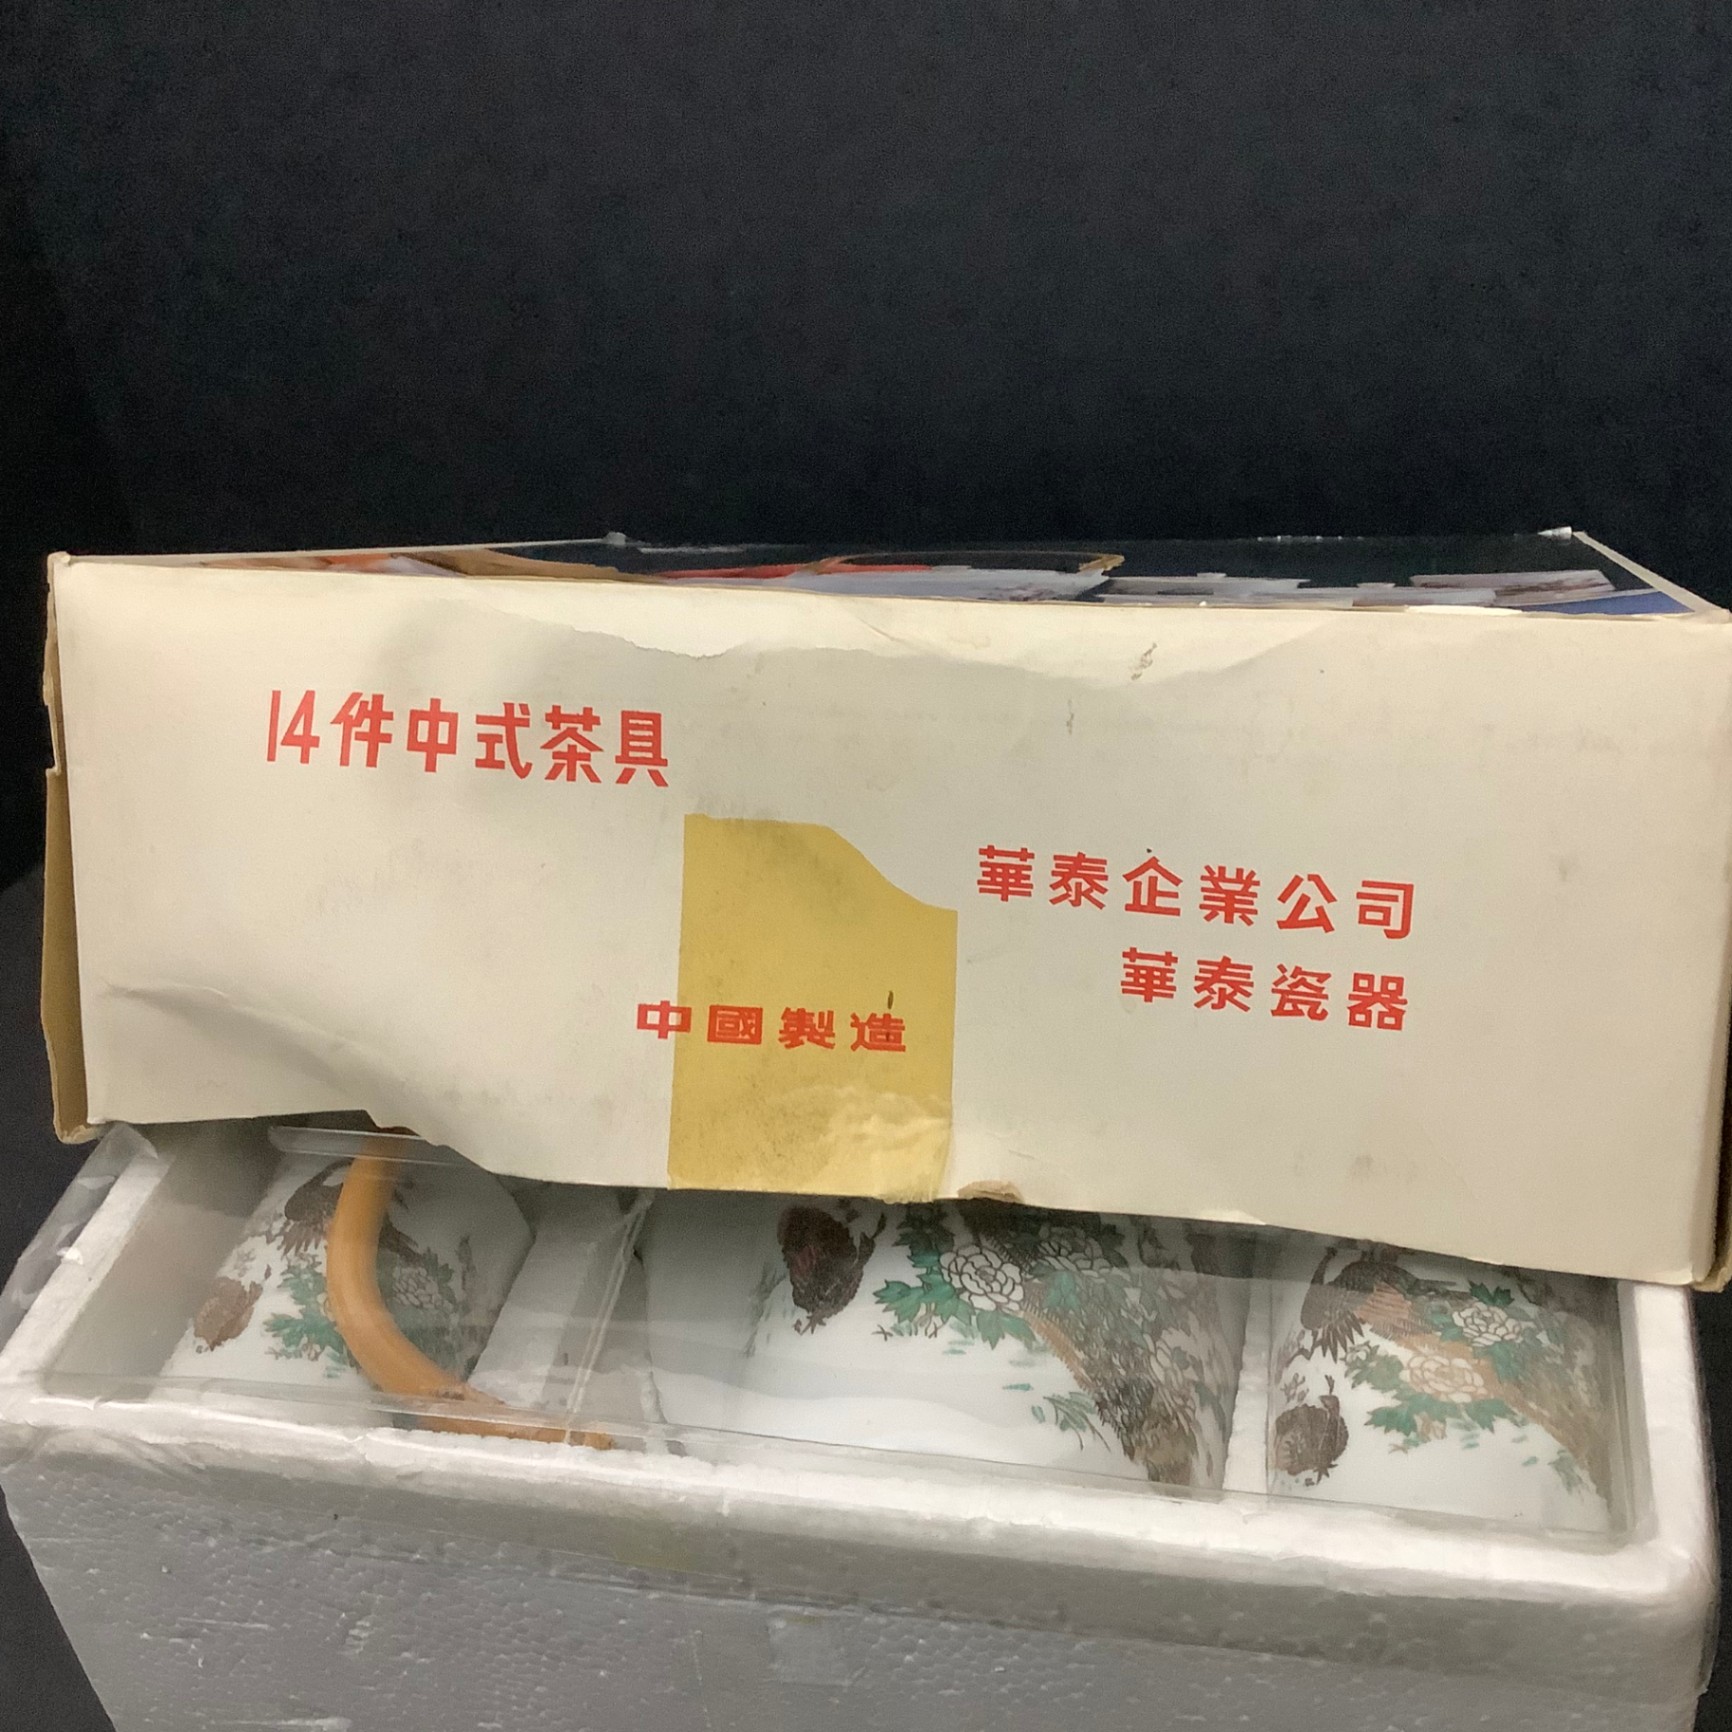 14件中式茶具
華泰企業公司
華泰瓷器
中國製造